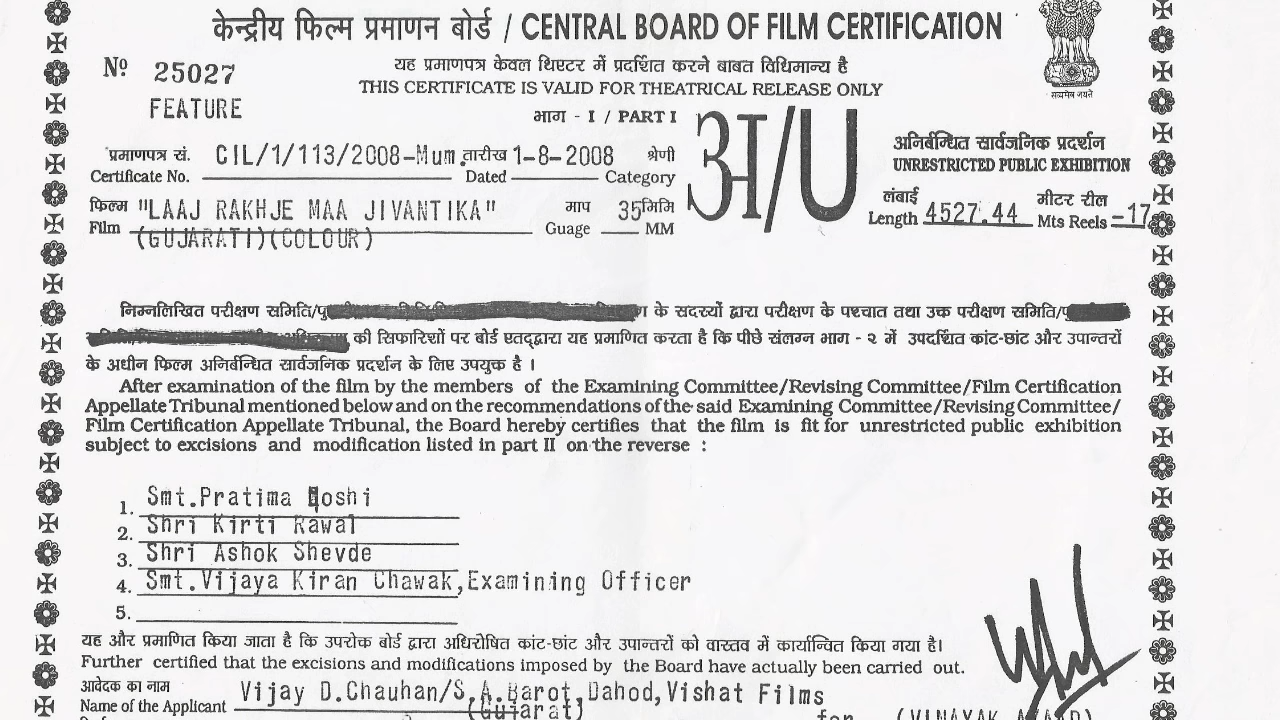 केन्द्रीय फिल्म प्रमाणन बोर्ड / CENTRAL BOARD OF FILM CERTIFICATION
सत्यमेव जयते
Nº 25027
यह प्रमाणपत्र केवल थिएटर में प्रदर्शित करने बाबत विधिमान्य है
THIS CERTIFICATE IS VALID FOR THEATRICAL RELEASE ONLY
FEATURE
भाग - I / PART I
अ/U
अनिर्बन्धित सार्वजनिक प्रदर्शन
UNRESTRICTED PUBLIC EXHIBITION
प्रमाणपत्र सं. CIL/1/113/2008-Mum. तारीख 1-8-2008 श्रेणी
Certificate No. Dated Category
फिल्म "LAAJ RAKHJE MAA JIVANTIKA" माप 35 मिमि
Film (GUJARATI)(COLOUR) Guage MM
लंबाई मीटर रील
Length 4527.44 Mts Reels -17
निम्नलिखित परीक्षण समिति/पु के सदस्यों द्वारा परीक्षण के पश्चात तथा उक्त परीक्षण समिति/
की सिफारिशों पर बोर्ड एतद्द्वारा यह प्रमाणित करता है कि पीछे संलग्न भाग - २ में उपदर्शित कांट-छांट और उपान्तरों
के अधीन फिल्म अनिर्बन्धित सार्वजनिक प्रदर्शन के लिए उपयुक्त है ।
After examination of the film by the members of the Examining Committee/Revising Committee/Film Certification
Appellate Tribunal mentioned below and on the recommendations of the said Examining Committee/Revising Committee/
Film Certification Appellate Tribunal, the Board hereby certifies that the film is fit for unrestricted public exhibition
subject to excisions and modification listed in part II on the reverse :
1. Smt.Pratima Doshi
2. Shri Kirti Rawal
3. Shri Ashok Shevde
4. Smt.Vijaya Kiran Chawak,Examining Officer
5.
यह और प्रमाणित किया जाता है कि उपरोक्त बोर्ड द्वारा अधिरोपित कांट-छांट और उपान्तरों को वास्तव में कार्यान्वित किया गया है।
Further certified that the excisions and modifications imposed by the Board have actually been carried out.
आवेदक का नाम
Name of the Applicant Vijay D.Chauhan/S.A.Barot,Dahod,Vishat Films
(Gujarat)
for (VINAYAK AZAD)